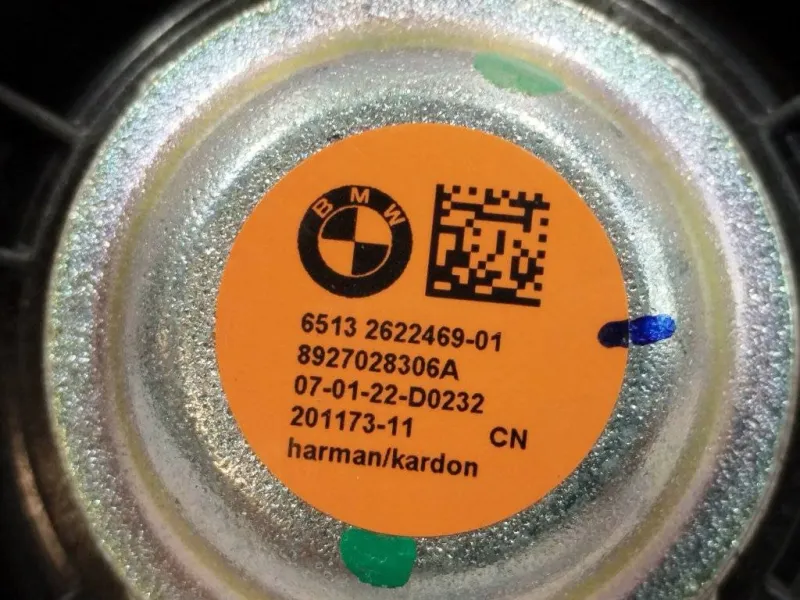 BMW
6513 2622469-01
8927028306A
07-01-22-D0232
201173-11 CN
harman/kardon